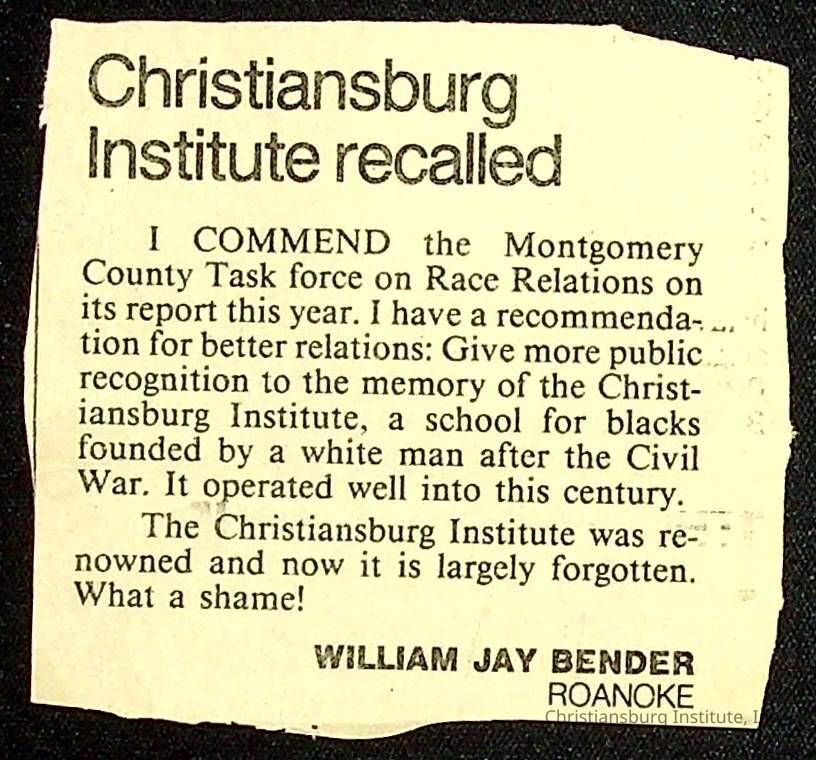 Christiansburg
Institute recalled
I COMMEND the Montgomery
County Task force on Race Relations on
its report this year. I have a recommenda-
tion for better relations: Give more public
recognition to the memory of the Christ-
iansburg Institute, a school for blacks
founded by a white man after the Civil
War. It operated well into this century.
The Christiansburg Institute was re-
nowned and now it is largely forgotten.
What a shame!
WILLIAM JAY BENDER
ROANOKE
Christiansburg Institute,